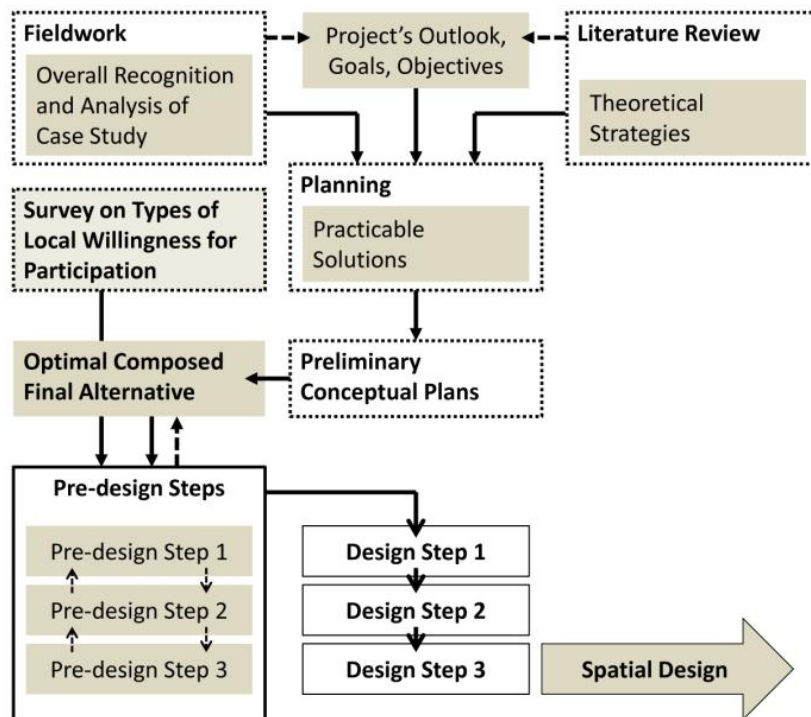 Fieldwork
Overall Recognition
and Analysis of
Case Study
Project's Outlook,
Goals, Objectives
Literature Review
Theoretical
Strategies
Planning
Practicable
Solutions
Survey on Types of
Local Willingness for
Participation
Optimal Composed
Final Alternative
Preliminary
Conceptual Plans
Pre-design Steps
Pre-design Step 1
Pre-design Step 2
Pre-design Step 3
Design Step 1
Design Step 2
Design Step 3
Spatial Design